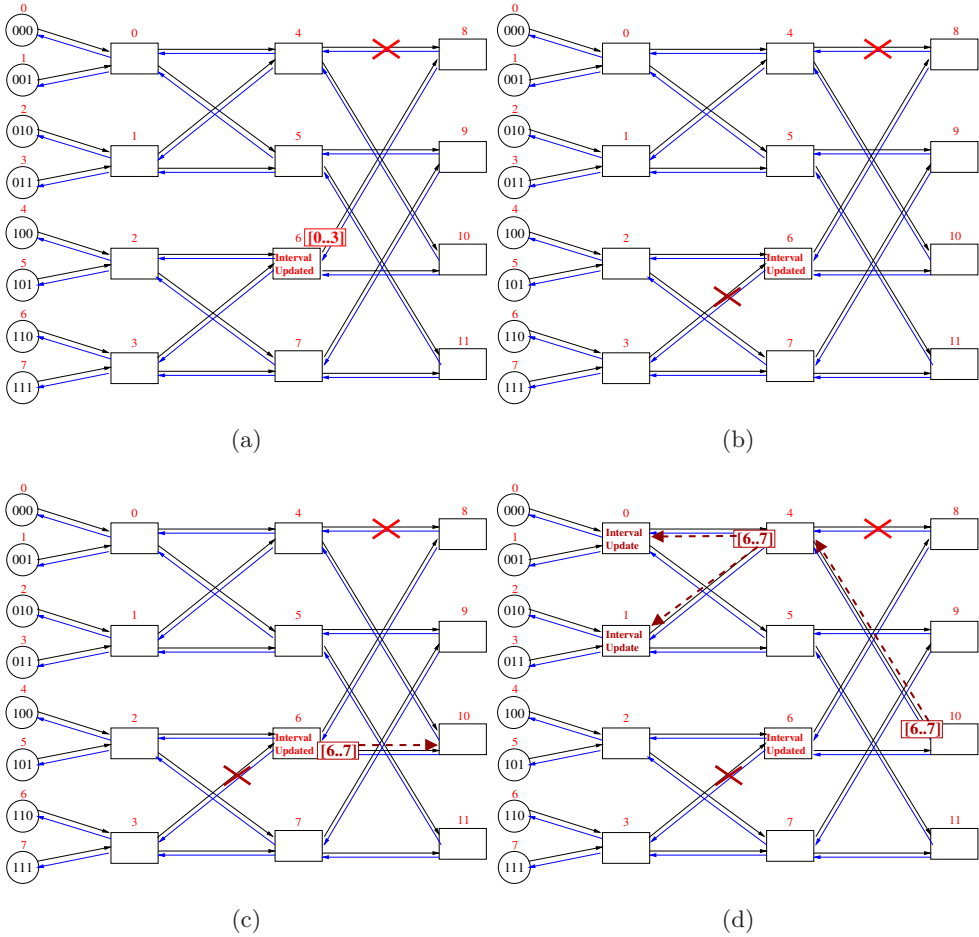 0 0 4 8
000
1
001
2 1 5 9
010
3
011
4 2 6 10
[0..3]
100
Interval
Updated
5
101
6 3 7 11
110
7
111
(a)
0 0 4 8
000
1
001
2 1 5 9
010
3
011
4 2 6 10
100
Interval
Updated
5
101
6 3 7 11
110
7
111
(b)
0 0 4 8
000
1
001
2 1 5 9
010
3
011
4 2 6 10
100
Interval
Updated
[6..7]
5
101
6 3 7 11
110
7
111
(c)
0 0 4 8
000
Interval
Update
[6..7]
1
001
2 1 5 9
010
Interval
Update
3
011
4 2 6 10
100
[6..7]
Interval
Updated
5
101
6 3 7 11
110
7
111
(d)